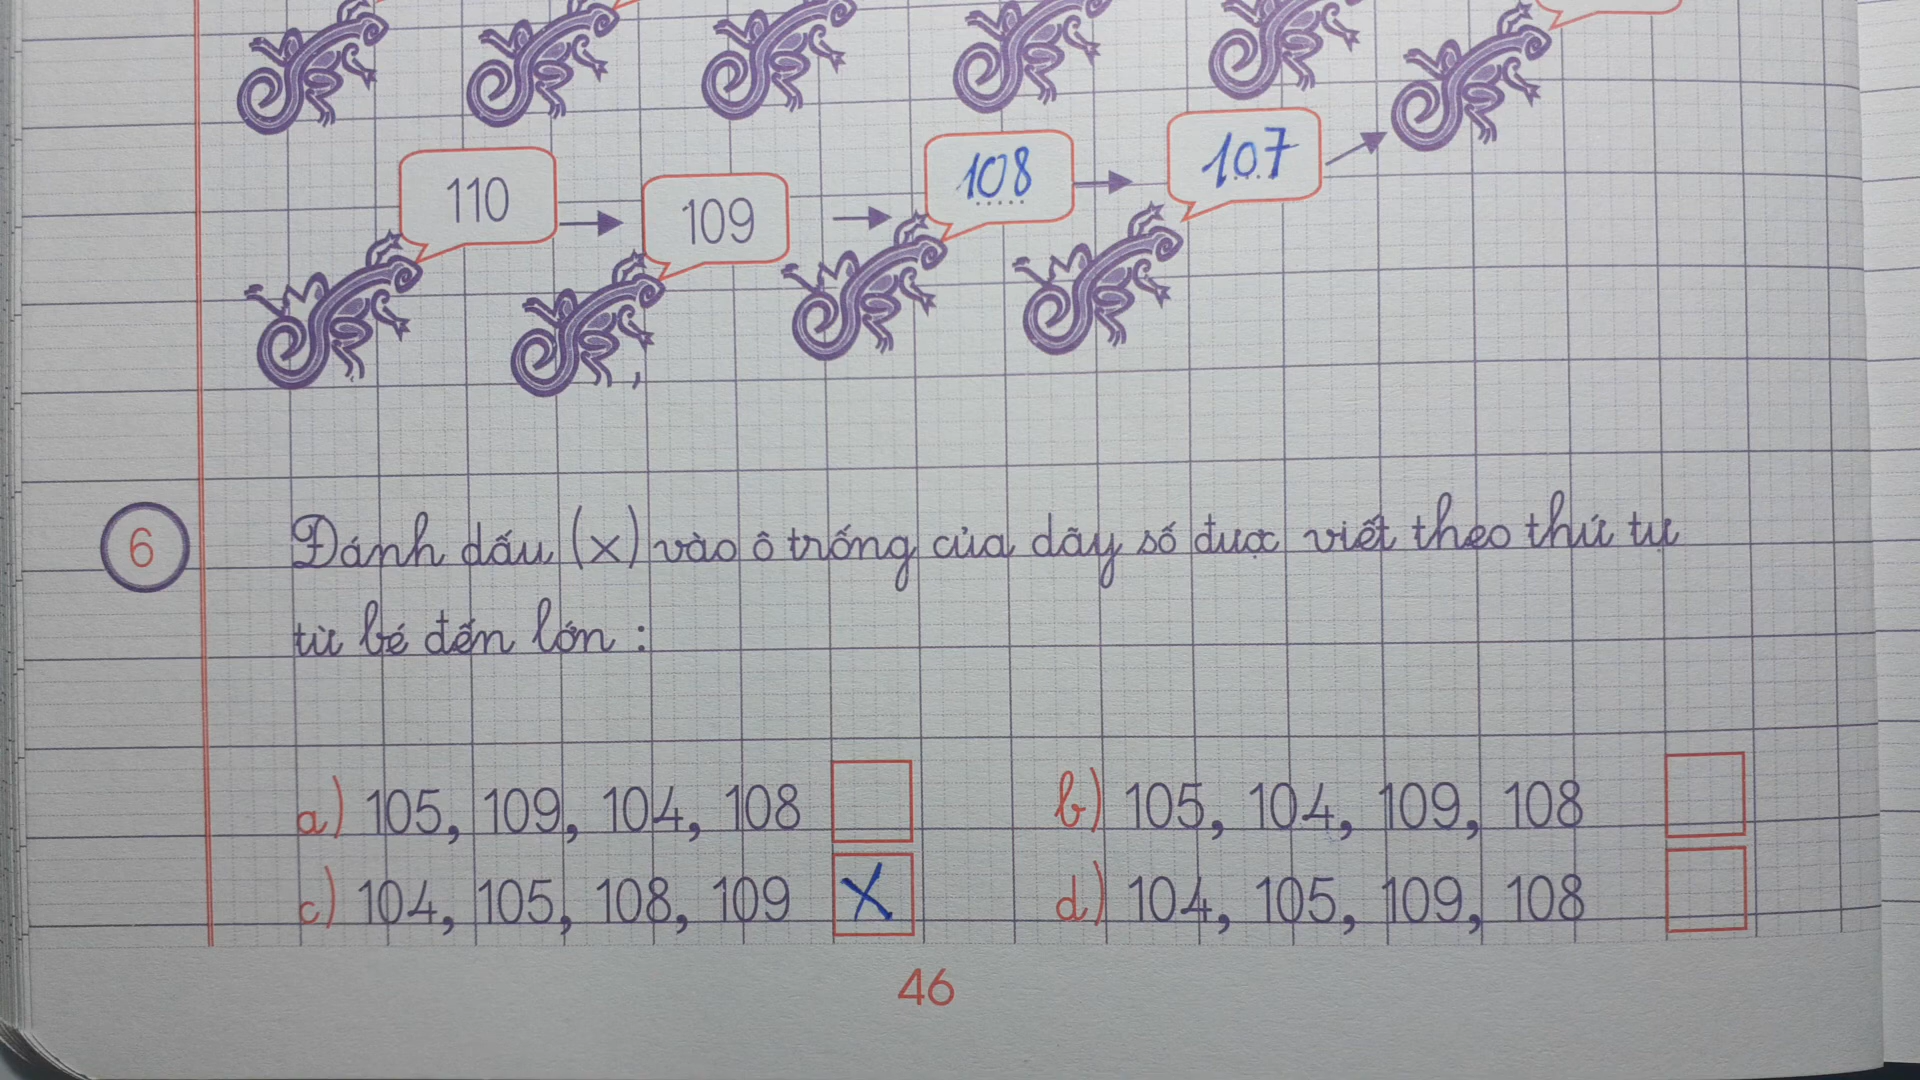 110 109 108 107
6 Đánh dấu (x) vào ô trống của dãy số được viết theo thứ tự
từ bé đến lớn :
a) 105, 109, 104, 108 b) 105, 104, 109, 108
c) 104, 105, 108, 109 X d) 104, 105, 109, 108
46